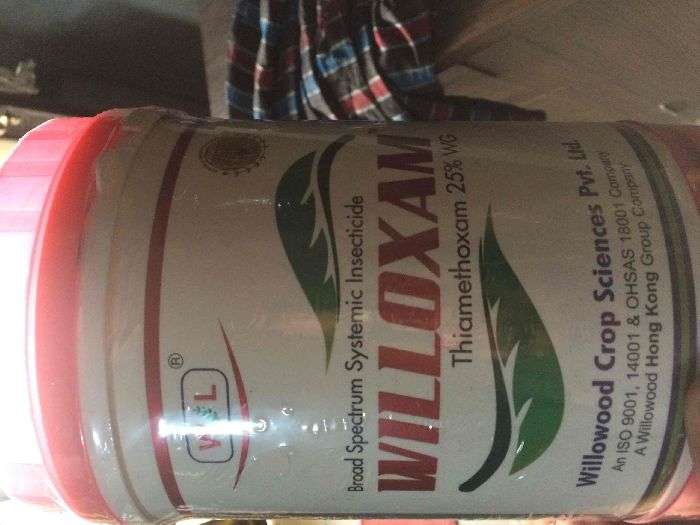 W L
®
Broad Spectrum Systemic Insecticide
WILLOXAM
Thiamethoxam 25% WG
Willowood Crop Sciences Pvt. Ltd.
An ISO 9001, 14001 & OHSAS 18001 Company
A Willowood Hong Kong Group Company